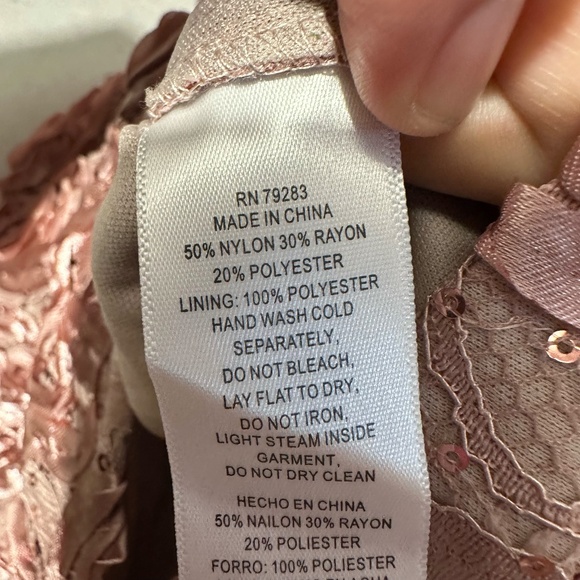 RN 79283
MADE IN CHINA
50% NYLON 30% RAYON
20% POLYESTER
LINING: 100% POLYESTER
HAND WASH COLD
SEPARATELY,
DO NOT BLEACH,
LAY FLAT TO DRY,
DO NOT IRON,
LIGHT STEAM INSIDE
GARMENT,
DO NOT DRY CLEAN
HECHO EN CHINA
50% NAILON 30% RAYON
20% POLIESTER
FORRO: 100% POLIESTER